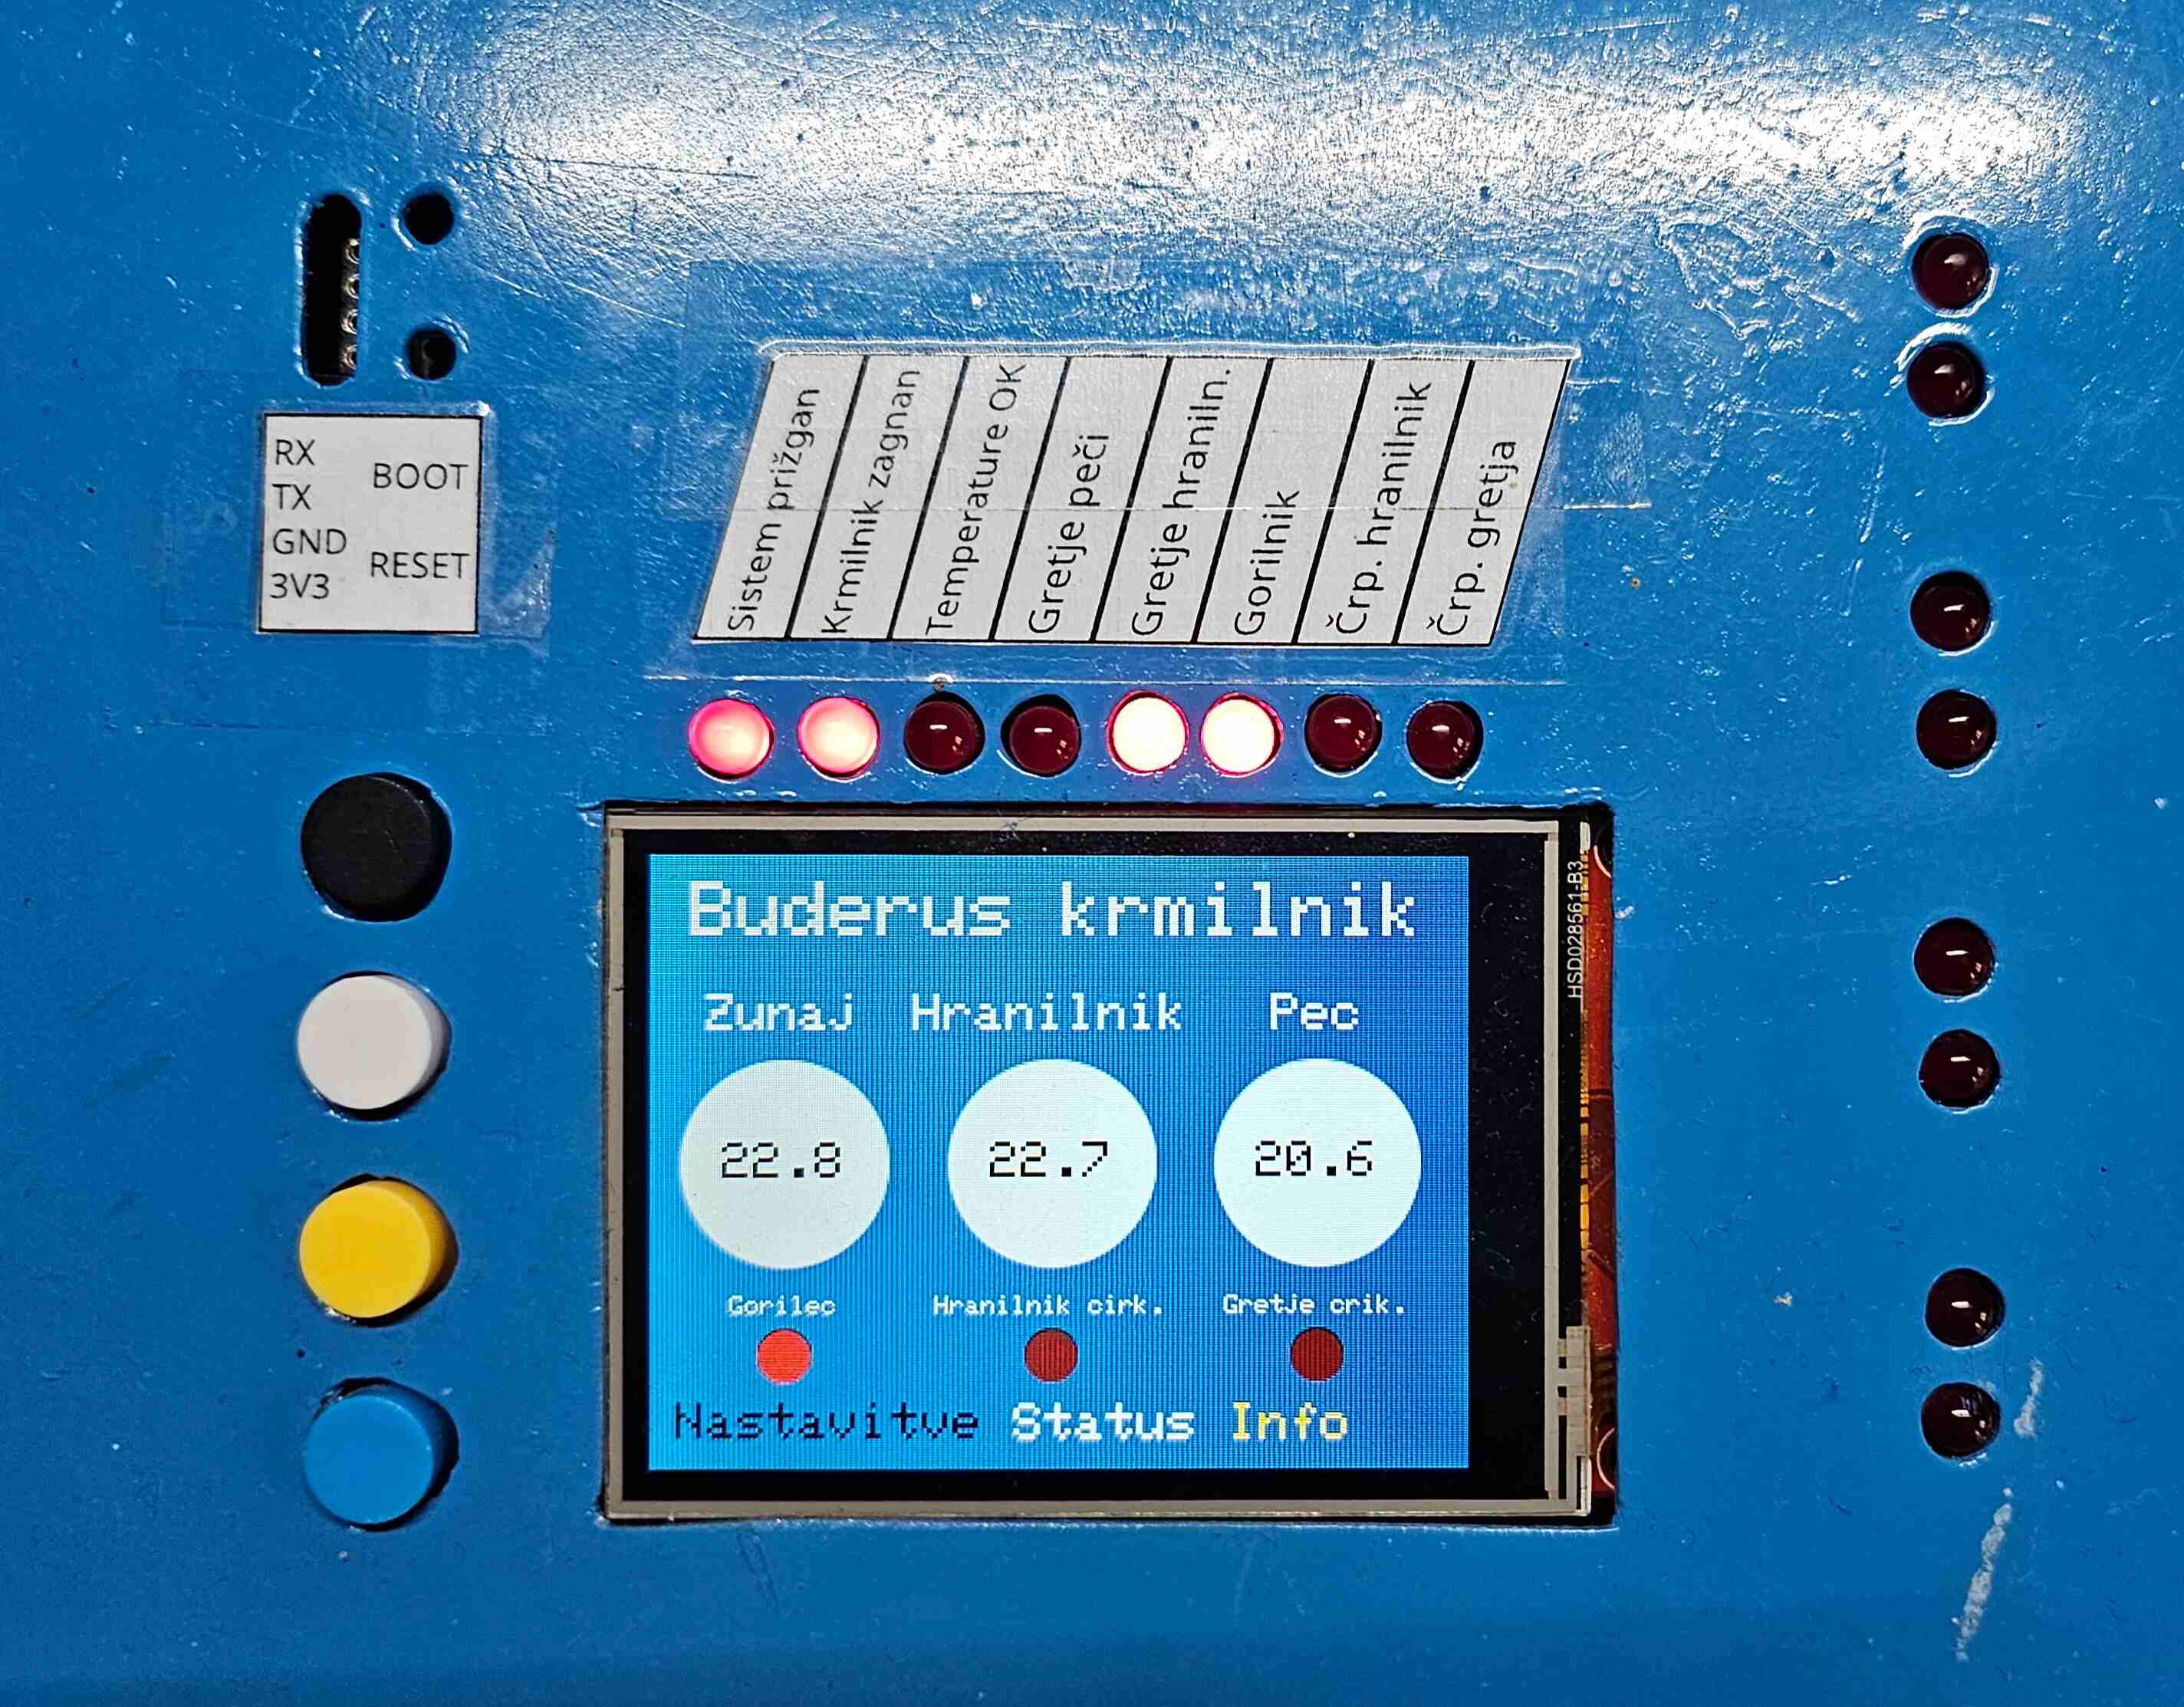 RX
TX
GND
3V3
BOOT
RESET
Sistem prižgan
Krmilnik zagnan
Temperature OK
Gretje peči
Gretje hraniln.
Gorilnik
Črp. hranilnik
Črp. gretja
Buderus krmilnik
Zunaj Hranilnik Pec
22.8 22.7 20.6
Gorilec Hranilnik cirk. Gretje crik.
Nastavitve Status Info
HSD028561-B3